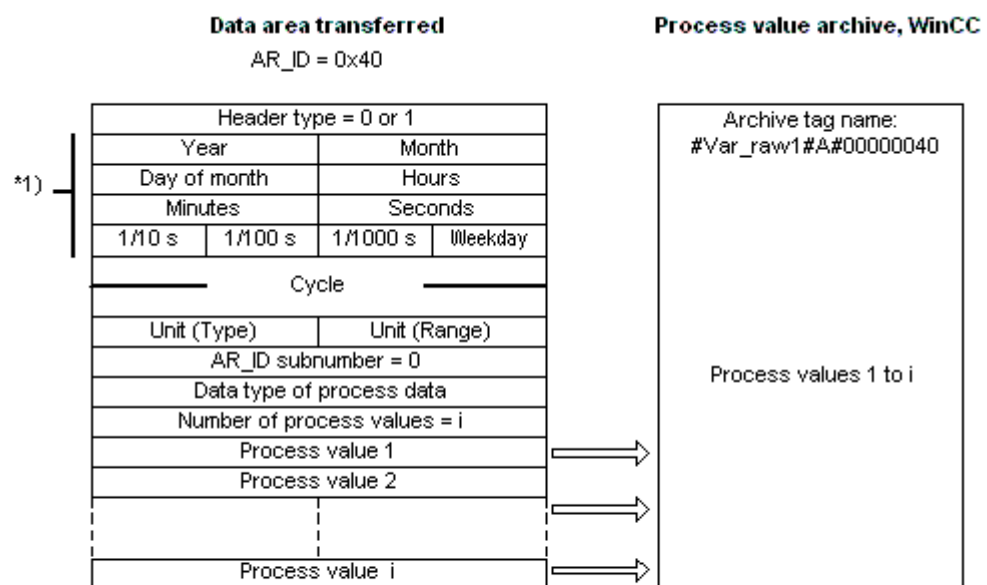 Data area transferred
Process value archive, WinCC
AR_ID = 0x40
Header type = 0 or 1
Archive tag name:
#Var_raw1#A#00000040
*1)
Year
Month
Day of month
Hours
Minutes
Seconds
1/10 s
1/100 s
1/1000 s
Weekday
Cycle
Unit (Type)
Unit (Range)
AR_ID subnumber = 0
Data type of process data
Number of process values = i
Process value 1
Process value 2
Process value i
Process values 1 to i